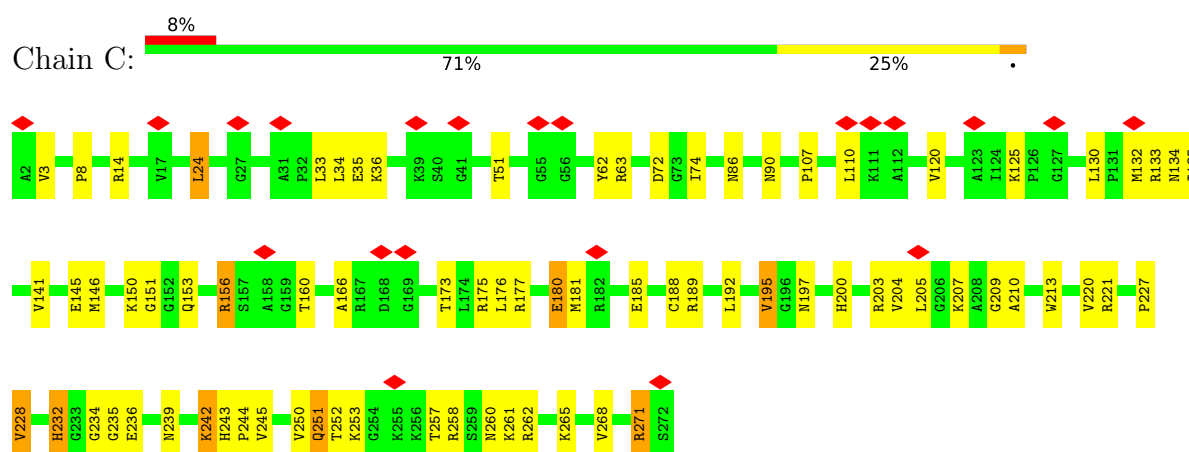 8%
Chain C:
71% 25% •
A2 V3 P8 R14 V17 L24 G27 A31 P32 L33 L34 E35 K36 K39 S40 G41 T51 G55 G56 Y62 R63 D72 G73 I74 N86 N90 P107 L110 K111 A112 V120 A123 I124 K125 P126 G127 L130 P131 M132 R133 N134
V141 E145 M146 K150 G151 G152 Q153 R156 S157 A158 G159 T160 A166 R167 D168 G169 T173 L174 R175 L176 R177 E180 M181 R182 E185 C188 R189 L192 V195 G196 N197 H200 R203 V204 L205 G206 K207 A208 G209 A210 W213 V220 R221 P227
V228 H232 G233 G234 G235 E236 N239 K242 H243 P244 V245 V250 Q251 T252 K253 G254 K255 K256 T257 R258 S259 N260 K261 R262 K265 V268 R271 S272